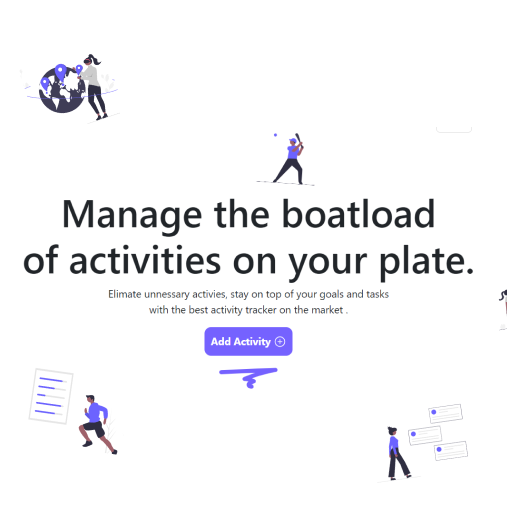 Manage the boatload
of activities on your plate.
Elimate unnessary activies, stay on top of your goals and tasks
with the best activity tracker on the market .
Add Activity